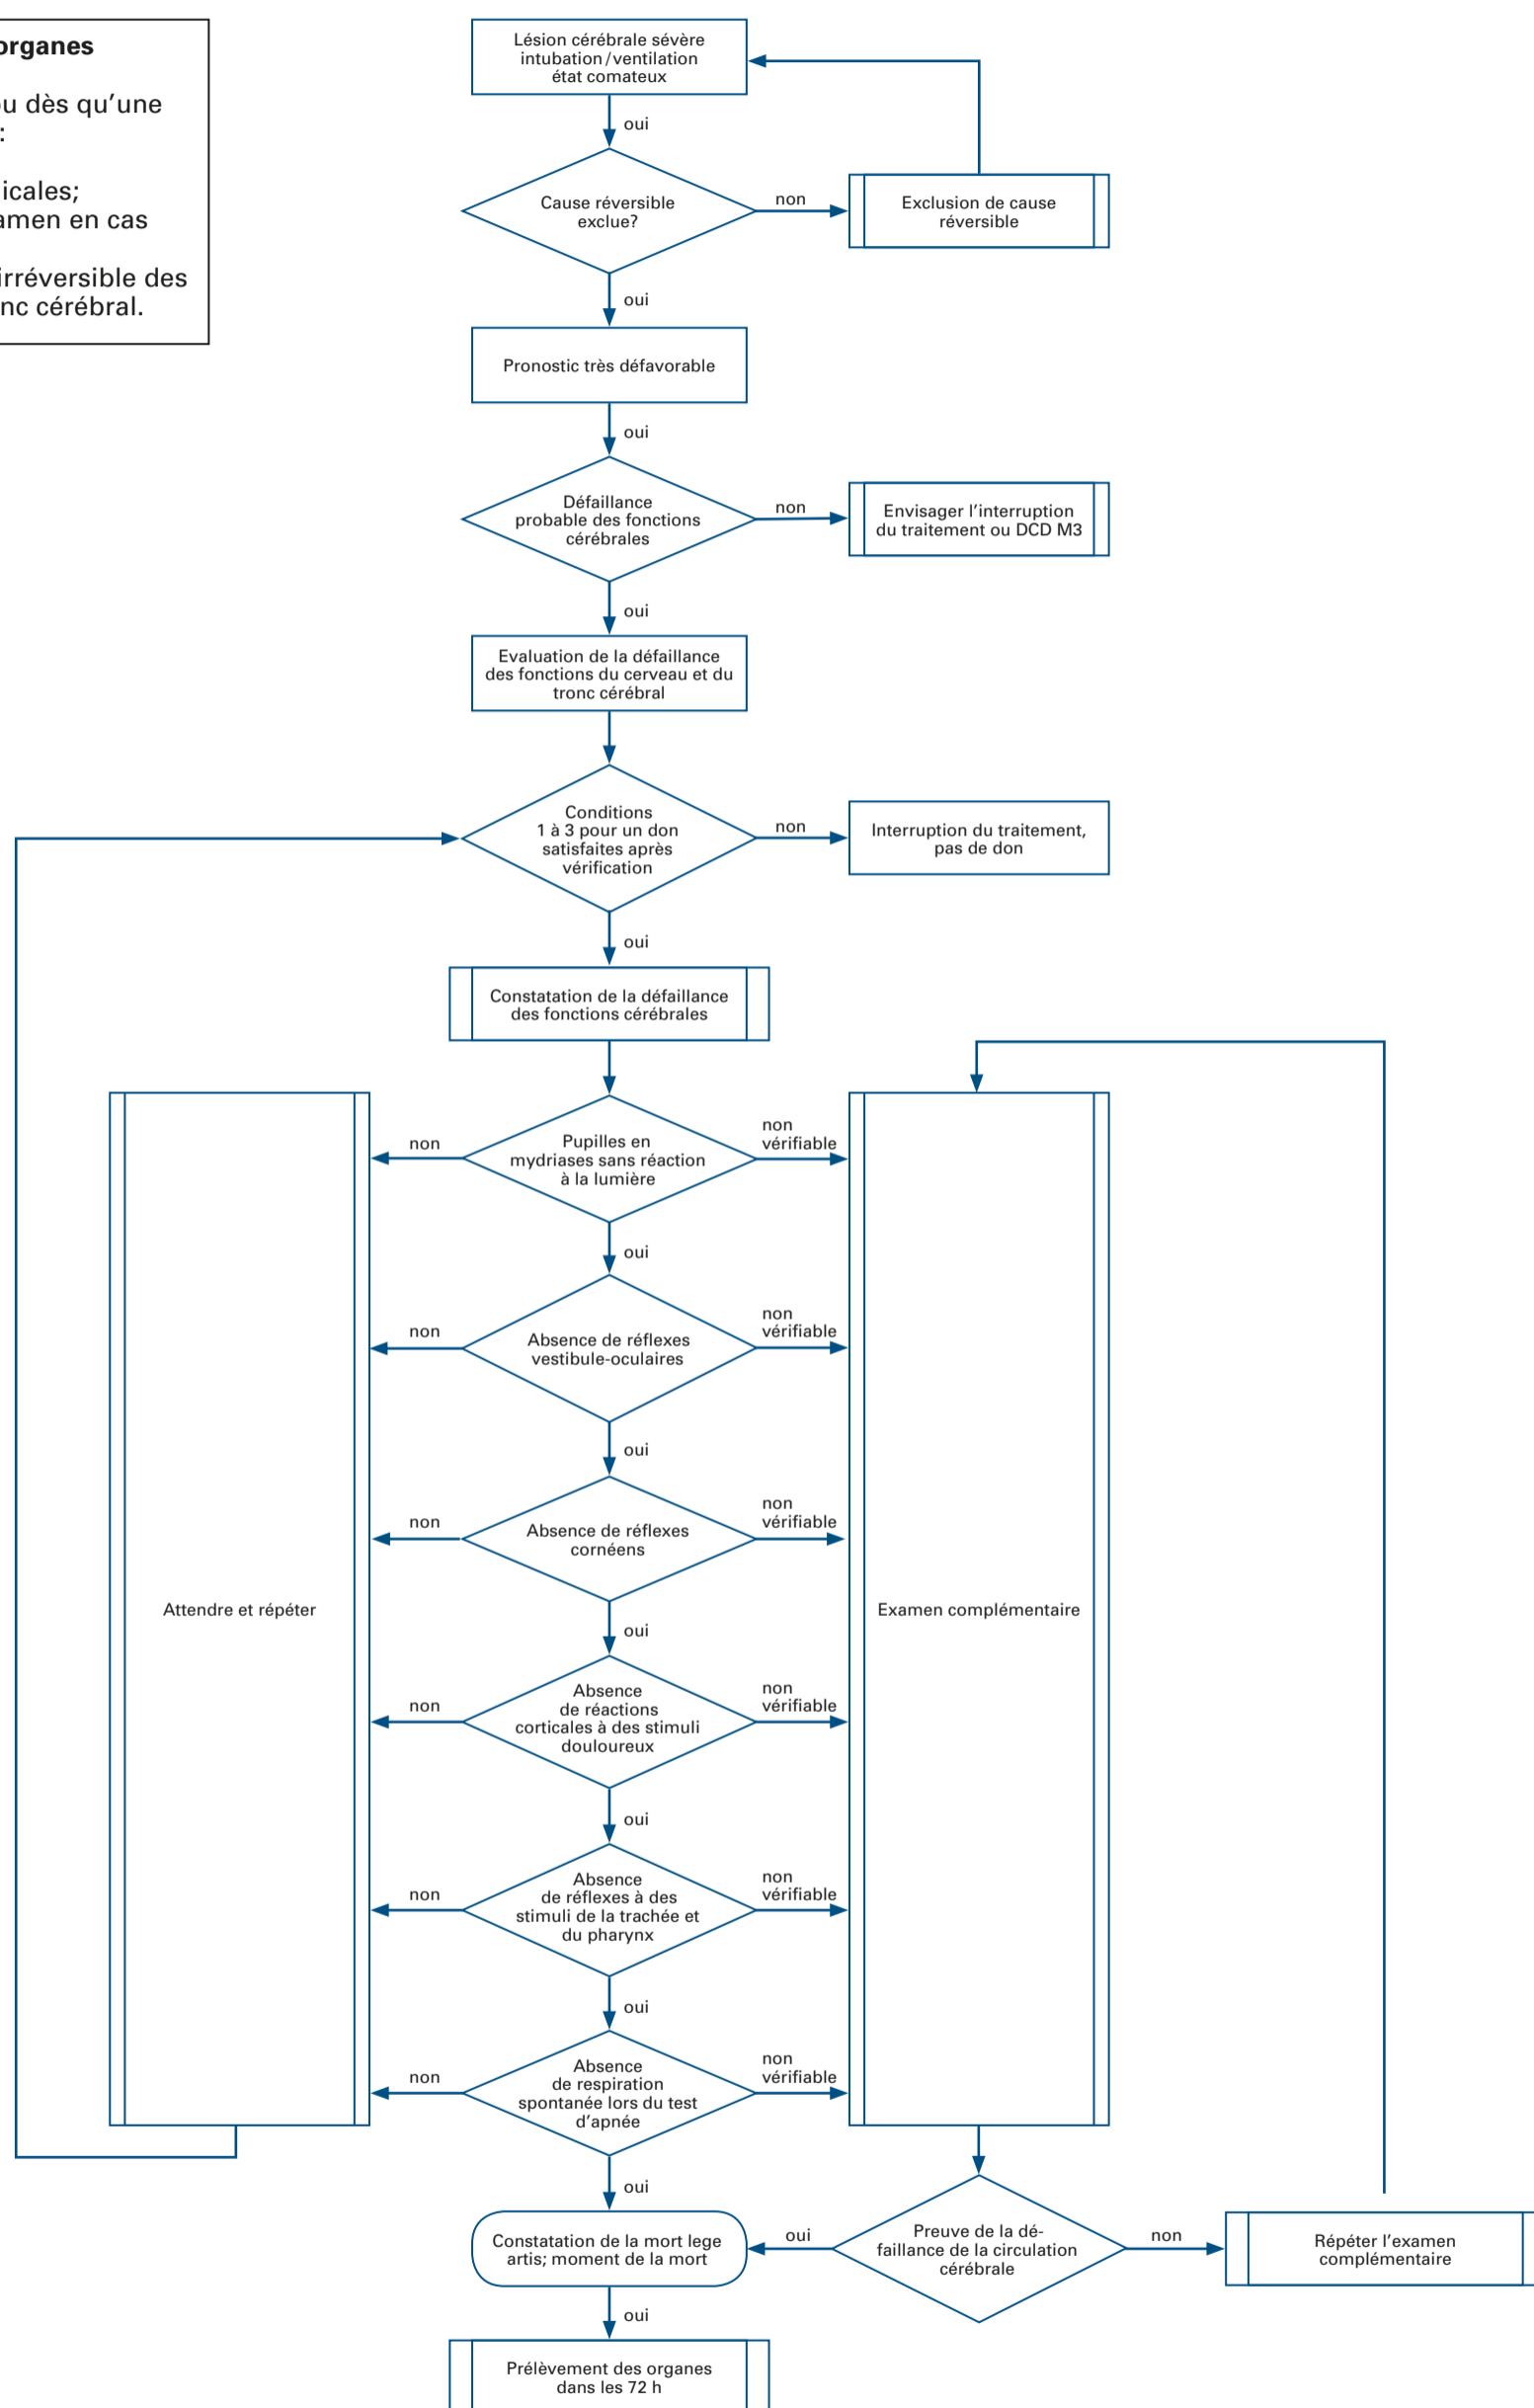 organes
ou dès qu'une
:
icales;
amen en cas
irréversible des
nc cérébral.
Lésion cérébrale sévère
intubation/ventilation
état comateux
oui
Cause réversible
exclue?
non
Exclusion de cause
réversible
oui
Pronostic très défavorable
oui
Défaillance
probable des fonctions
cérébrales
non
Envisager l'interruption
du traitement ou DCD M3
oui
Evaluation de la défaillance
des fonctions du cerveau et du
tronc cérébral
Conditions
1 à 3 pour un don
satisfaites après
vérification
non
Interruption du traitement,
pas de don
oui
Constatation de la défaillance
des fonctions cérébrales
non
Pupilles en
mydriases sans réaction
à la lumière
non
vérifiable
oui
non
Absence de réflexes
vestibule-oculaires
non
vérifiable
oui
non
Absence de réflexes
cornéens
non
vérifiable
Attendre et répéter
Examen complémentaire
oui
non
Absence
de réactions
corticales à des stimuli
douloureux
non
vérifiable
oui
non
Absence
de réflexes à des
stimuli de la trachée et
du pharynx
non
vérifiable
oui
non
Absence
de respiration
spontanée lors du test
d'apnée
non
vérifiable
oui
Constatation de la mort lege
artis; moment de la mort
oui
Preuve de la dé-
faillance de la circulation
cérébrale
non
Répéter l'examen
complémentaire
oui
Prélèvement des organes
dans les 72 h